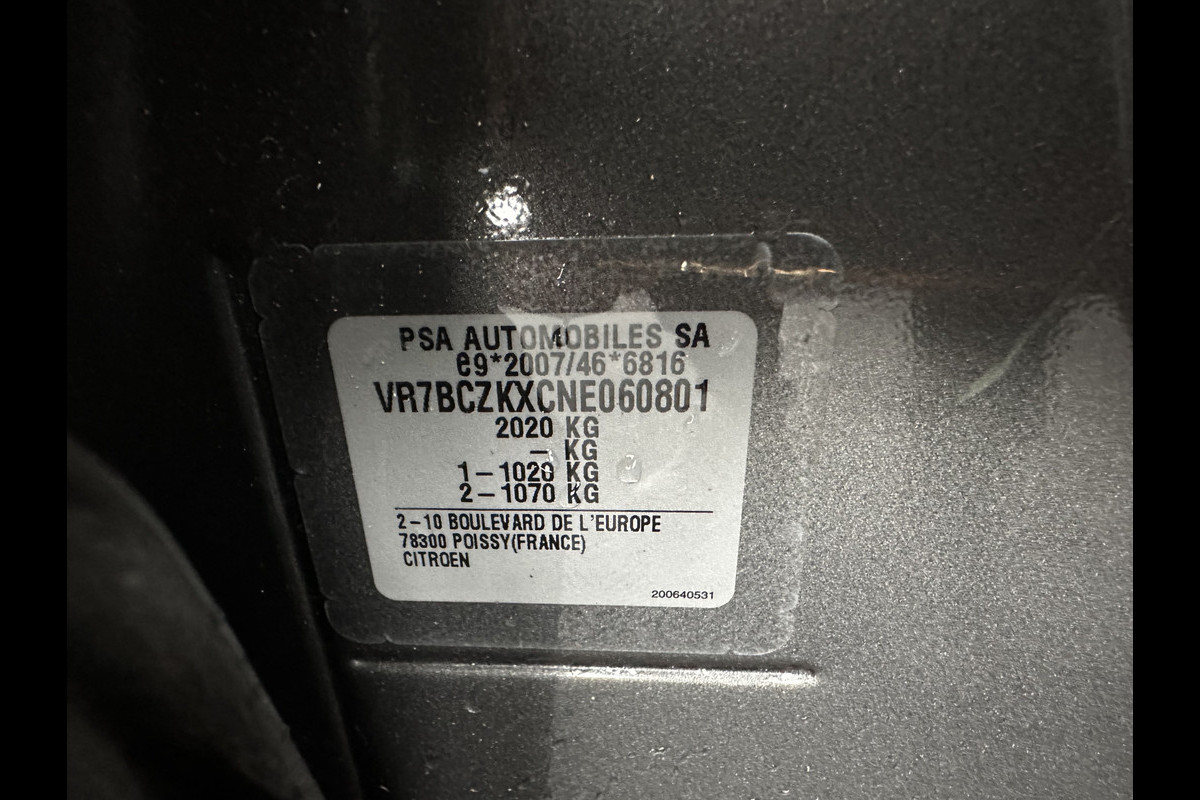 PSA AUTOMOBILES SA
e9*2007/46*6816
VR7BCZKXCNE060801
2020 KG
– KG
1–1020 KG
2–1070 KG
2–10 BOULEVARD DE L'EUROPE
78300 POISSY(FRANCE)
CITROEN
200640531